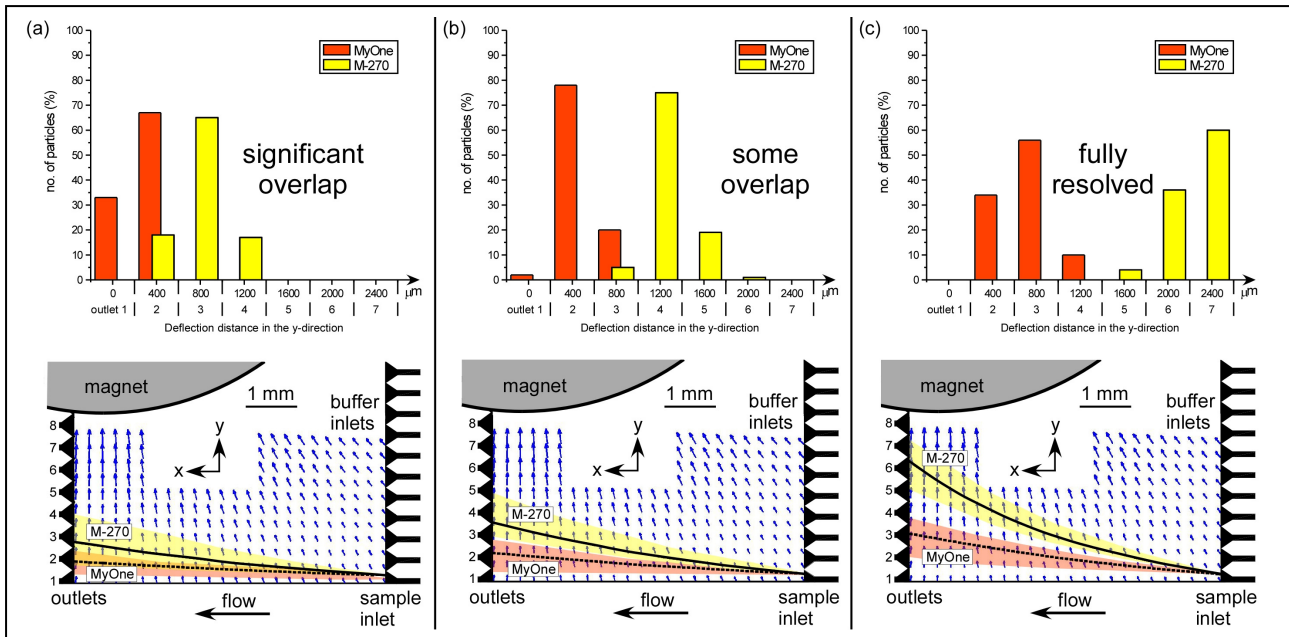 (a)
100
90
80
70
60
50
40
30
20
10
0
no. of particles (%)
MyOne
M-270
significant
overlap
0 400 800 1200 1600 2000 2400 μm
outlet 1 | 2 | 3 | 4 | 5 | 6 | 7 |
Deflection distance in the y-direction
magnet
1 mm
buffer
inlets
y
x
8
7
6
5
4
3
2
1
M-270
MyOne
outlets
flow
sample
inlet
(b)
100
90
80
70
60
50
40
30
20
10
0
no. of particles (%)
MyOne
M-270
some
overlap
0 400 800 1200 1600 2000 2400 μm
outlet 1 | 2 | 3 | 4 | 5 | 6 | 7 |
Deflection distance in the y-direction
magnet
1 mm
buffer
inlets
y
x
8
7
6
5
4
3
2
1
M-270
MyOne
outlets
flow
sample
inlet
(c)
100
90
80
70
60
50
40
30
20
10
0
no. of particles (%)
MyOne
M-270
fully
resolved
0 400 800 1200 1600 2000 2400 μm
outlet 1 | 2 | 3 | 4 | 5 | 6 | 7 |
Deflection distance in the y-direction
magnet
1 mm
buffer
inlets
y
x
8
7
6
5
4
3
2
1
M-270
MyOne
outlets
flow
sample
inlet